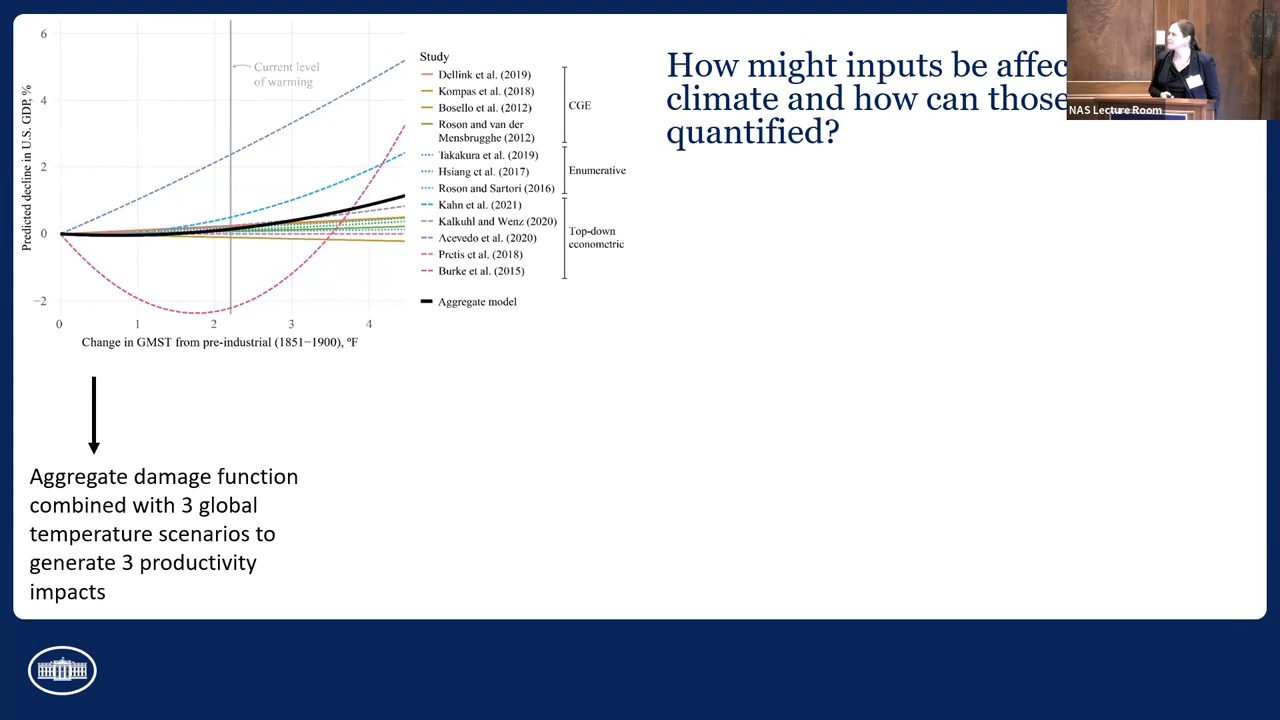 How might inputs be affec
climate and how can those
quantified?
NAS Lecture Room
6
4
2
0
−2
Predicted decline in U.S. GDP, %
Current level
of warming
0
1
2
3
4
Change in GMST from pre-industrial (1851−1900), ºF
Study
Dellink et al. (2019)
Kompas et al. (2018)
Bosello et al. (2012)
Roson and van der
Mensbrugghe (2012)
CGE
Takakura et al. (2019)
Hsiang et al. (2017)
Roson and Sartori (2016)
Enumerative
Kahn et al. (2021)
Kalkuhl and Wenz (2020)
Acevedo et al. (2020)
Pretis et al. (2018)
Burke et al. (2015)
Top-down
econometric
Aggregate model
Aggregate damage function
combined with 3 global
temperature scenarios to
generate 3 productivity
impacts